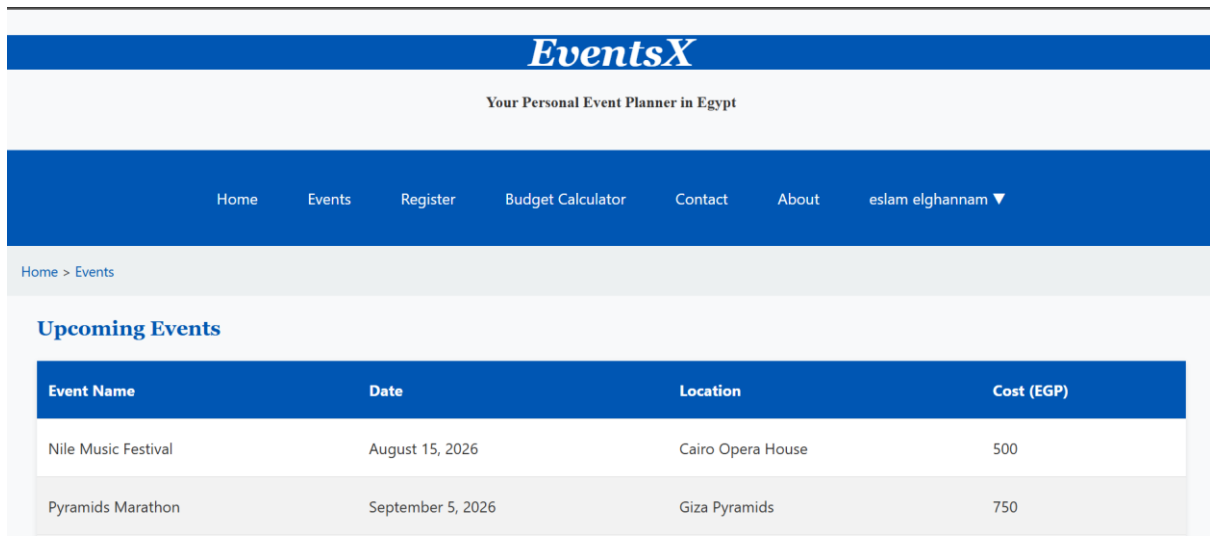 EventsX
Your Personal Event Planner in Egypt
Home Events Register Budget Calculator Contact About eslam elghannam ▼
Home > Events
Upcoming Events
Event Name Date Location Cost (EGP)
Nile Music Festival August 15, 2026 Cairo Opera House 500
Pyramids Marathon September 5, 2026 Giza Pyramids 750